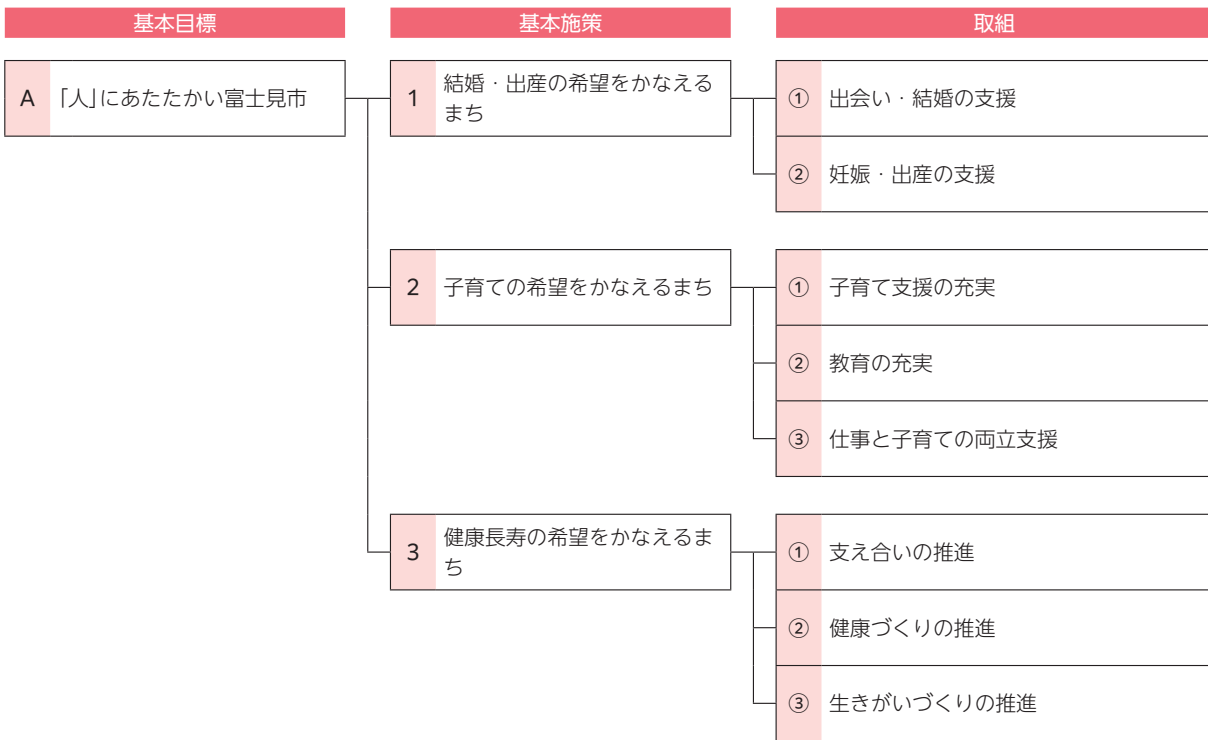 基本目標
基本施策
取組
A 「人」にあたたかい富士見市
1 結婚・出産の希望をかなえる
まち
① 出会い・結婚の支援
② 妊娠・出産の支援
2 子育ての希望をかなえるまち
① 子育て支援の充実
② 教育の充実
③ 仕事と子育ての両立支援
3 健康長寿の希望をかなえるま
ち
① 支え合いの推進
② 健康づくりの推進
③ 生きがいづくりの推進